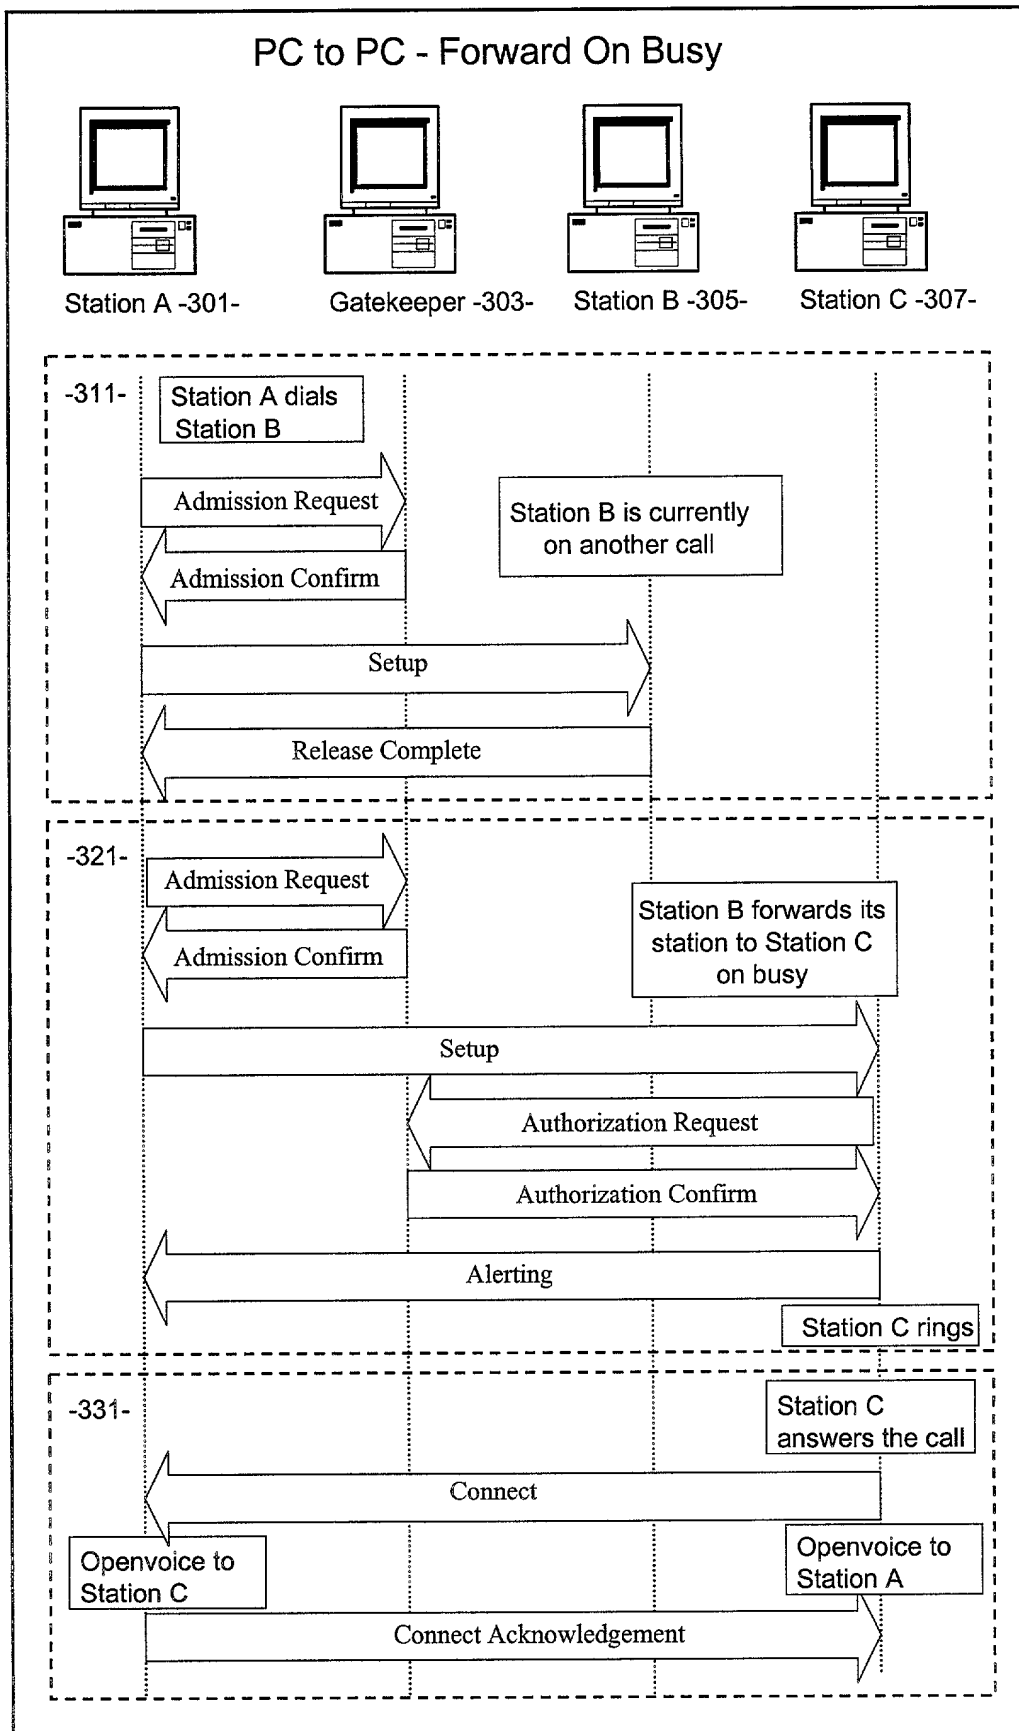 PC to PC - Forward On Busy
Station A -301-
Gatekeeper -303-
Station B -305-
Station C -307-
-311-
Station A dials
Station B
Admission Request
Station B is currently
on another call
Admission Confirm
Setup
Release Complete
-321-
Admission Request
Station B forwards its
station to Station C
on busy
Admission Confirm
Setup
Authorization Request
Authorization Confirm
Alerting
Station C rings
-331-
Station C
answers the call
Connect
Openvoice to
Station C
Openvoice to
Station A
Connect Acknowledgement